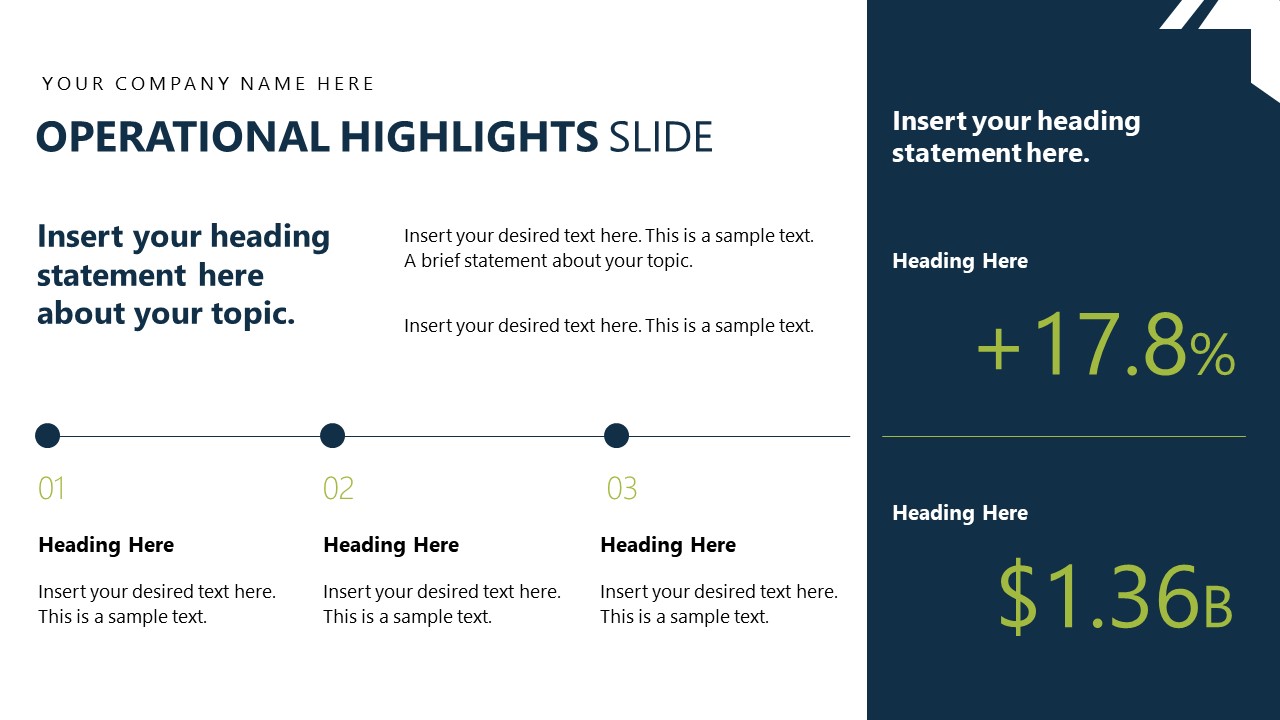 YOUR COMPANY NAME HERE
OPERATIONAL HIGHLIGHTS SLIDE
Insert your heading
statement here
about your topic.
Insert your desired text here. This is a sample text.
A brief statement about your topic.
Insert your desired text here. This is a sample text.
01
Heading Here
Insert your desired text here.
This is a sample text.
02
Heading Here
Insert your desired text here.
This is a sample text.
03
Heading Here
Insert your desired text here.
This is a sample text.
Insert your heading
statement here.
Heading Here
+17.8%
Heading Here
$1.36B